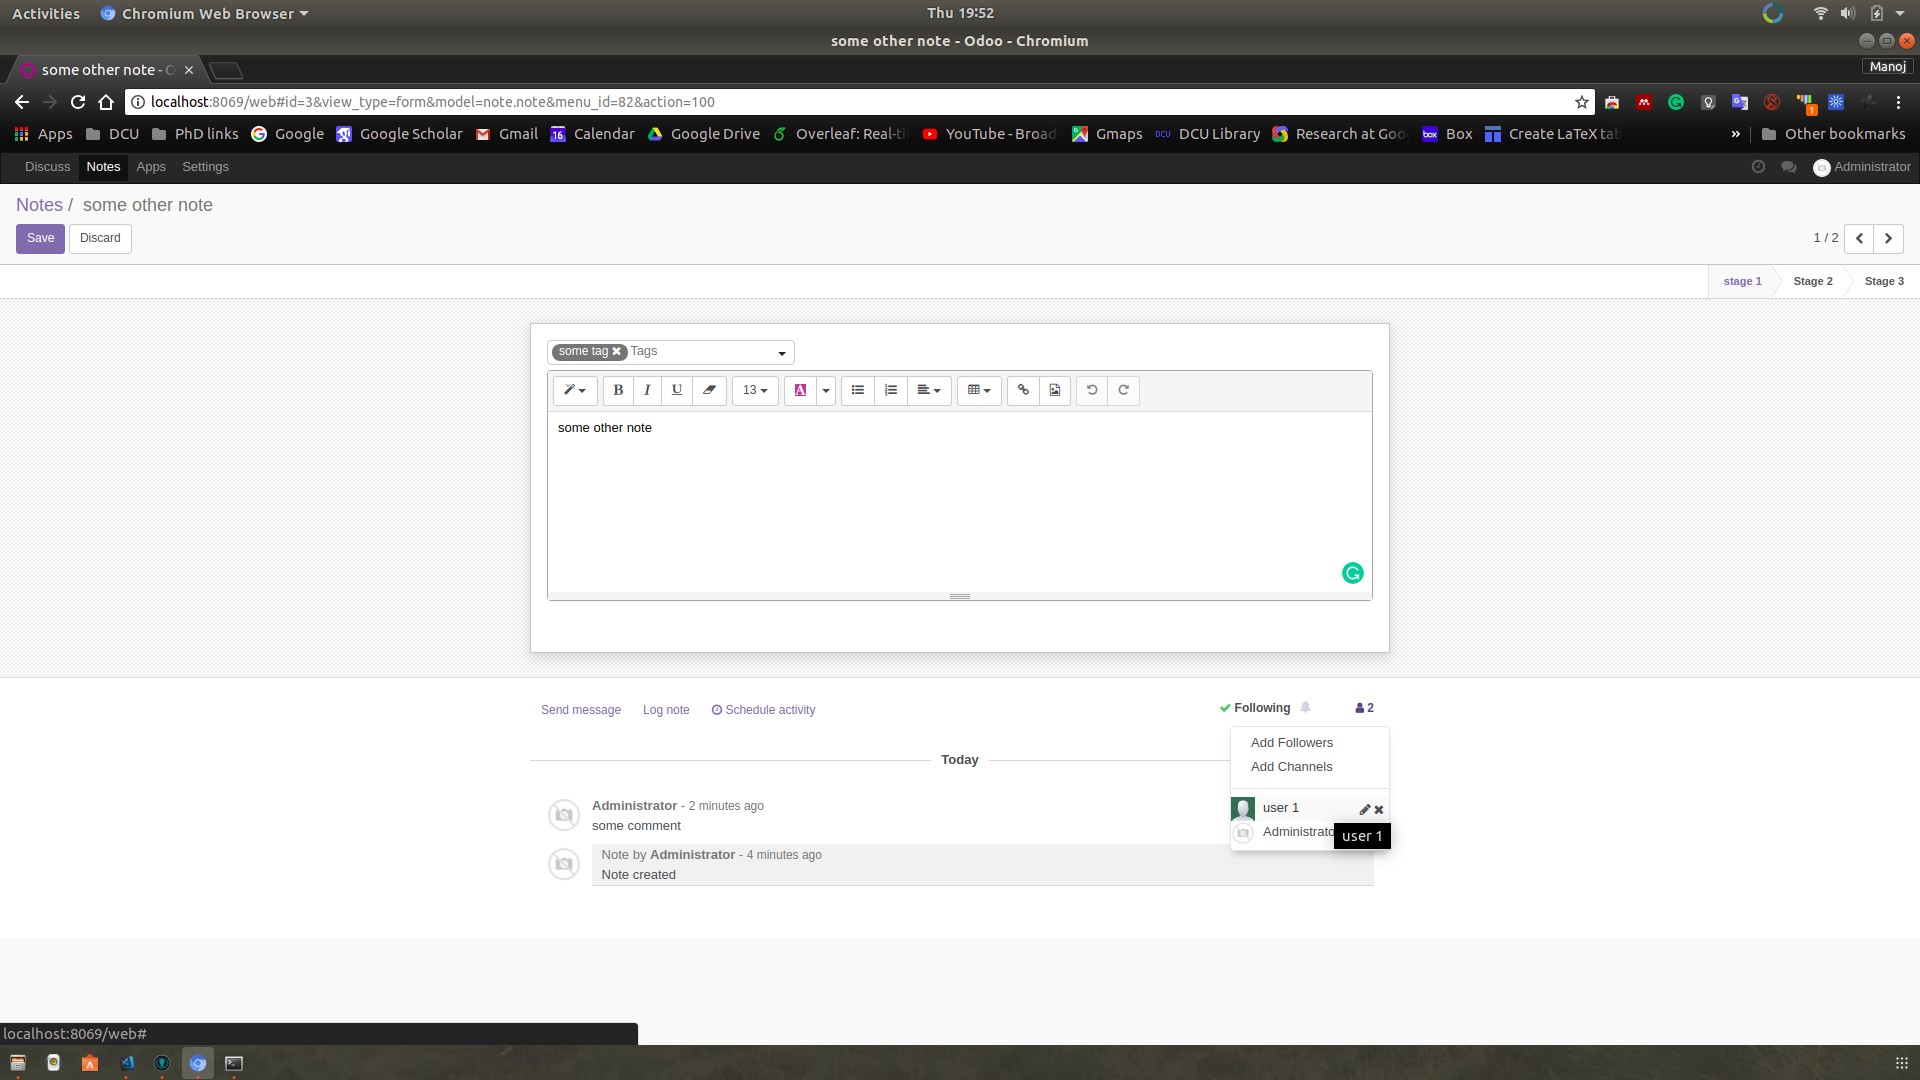 Activities Chromium Web Browser Thu 19:52
some other note - Odoo - Chromium
some other note - Manoj
localhost:8069/web#id=3&view_type=form&model=note.note&menu_id=82&action=100
1
Apps DCU PhD links Google Google Scholar Gmail 16 Calendar Google Drive Overleaf: Real-ti YouTube - Broad Gmaps DCU DCU Library Research at Goo box Box Create LaTeX tab » Other bookmarks
Discuss Notes Apps Settings Administrator
Notes / some other note
Save Discard 1 / 2
stage 1 Stage 2 Stage 3
some tag Tags
B I U 13 A
some other note
Send message Log note Schedule activity Following 2
Add Followers
Today
Add Channels
Administrator - 2 minutes ago user 1
some comment Administrato user 1
Note by Administrator - 4 minutes ago
Note created
localhost:8069/web#